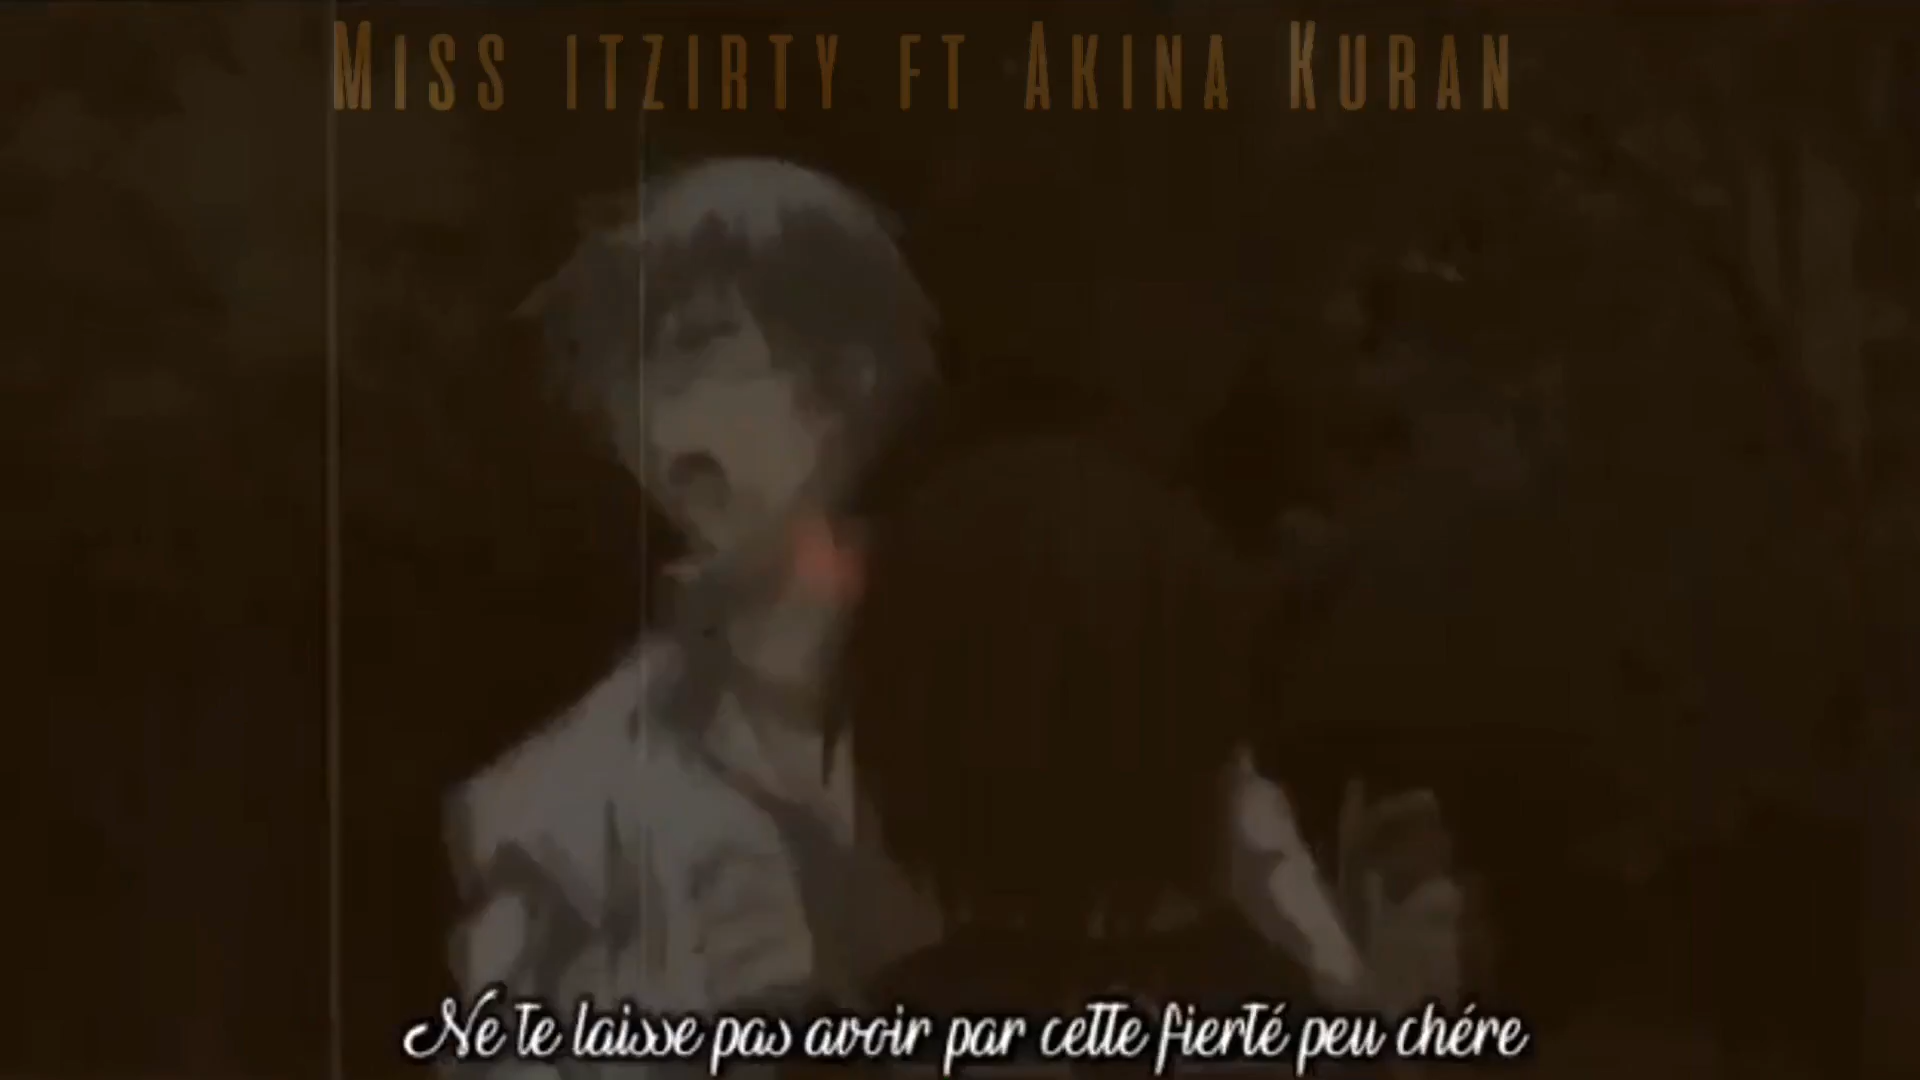 Miss itzirty ft Akina Kuran
Ne te laisse pas avoir par cette fierté peu chére